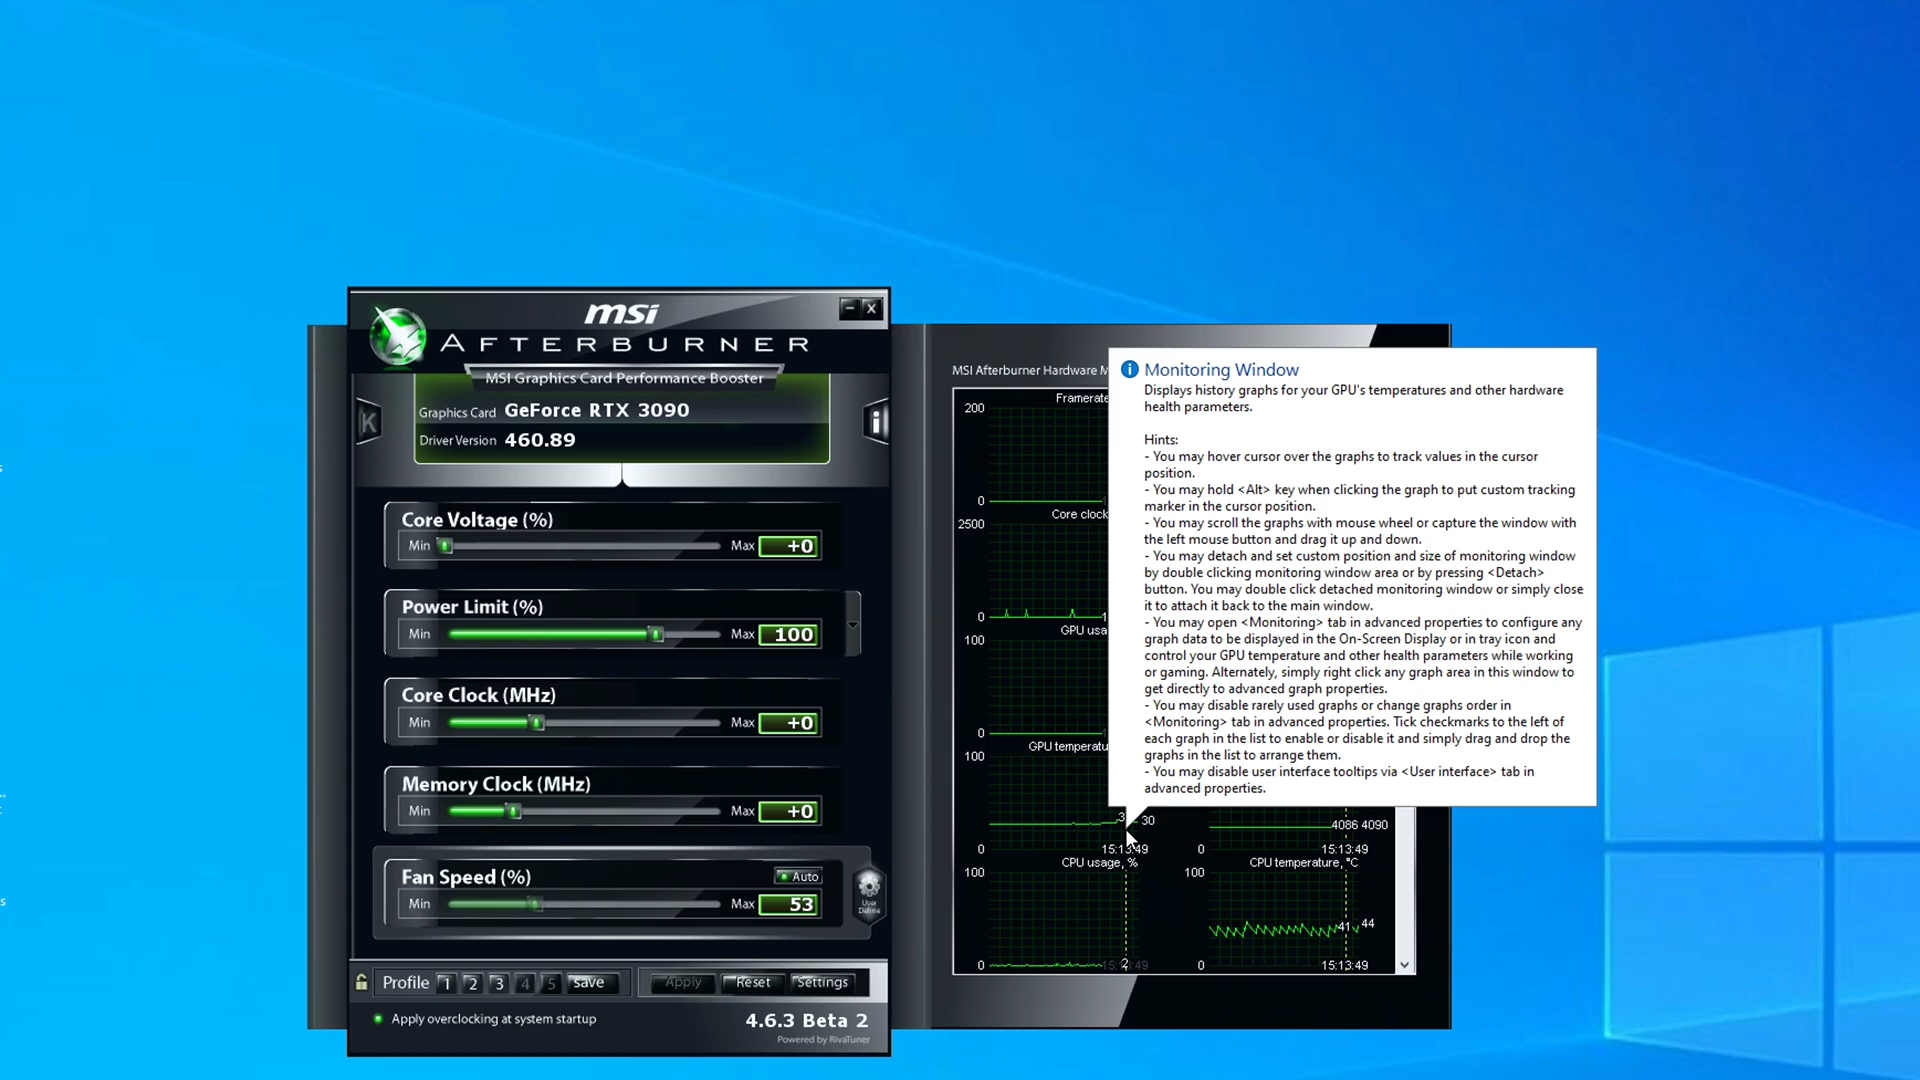 msi
AFTERBURNER
MSI Graphics Card Performance Booster
Graphics Card GeForce RTX 3090
Driver Version 460.89
K
i
Core Voltage (%)
Min Max +0
Power Limit (%)
Min Max 100
Core Clock (MHz)
Min Max +0
Memory Clock (MHz)
Min Max +0
Fan Speed (%)
Auto
Min Max 53
User
Define
Profile 1 2 3 4 5 save
Apply Reset Settings
Apply overclocking at system startup
4.6.3 Beta 2
Powered by RivaTuner
MSI Afterburner Hardware M
Framerate
200
0
Core clock
2500
0
GPU usa
100
0
GPU temperatu
100
30
0
15:13:49
4086 4090
0
15:13:49
CPU usage, %
100
0
2
CPU temperature, °C
100
41 44
0
15:13:49
Monitoring Window
Displays history graphs for your GPU's temperatures and other hardware
health parameters.
Hints:
- You may hover cursor over the graphs to track values in the cursor
position.
- You may hold <Alt> key when clicking the graph to put custom tracking
marker in the cursor position.
- You may scroll the graphs with mouse wheel or capture the window with
the left mouse button and drag it up and down.
- You may detach and set custom position and size of monitoring window
by double clicking monitoring window area or by pressing <Detach>
button. You may double click detached monitoring window or simply close
it to attach it back to the main window.
- You may open <Monitoring> tab in advanced properties to configure any
graph data to be displayed in the On-Screen Display or in tray icon and
control your GPU temperature and other health parameters while working
or gaming. Alternately, simply right click any graph area in this window to
get directly to advanced graph properties.
- You may disable rarely used graphs or change graphs order in
<Monitoring> tab in advanced properties. Tick checkmarks to the left of
each graph in the list to enable or disable it and simply drag and drop the
graphs in the list to arrange them.
- You may disable user interface tooltips via <User interface> tab in
advanced properties.